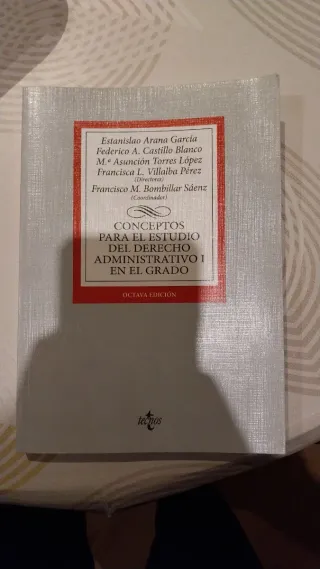 Estanislao Arana García
Federico A. Castillo Blanco
M.ª Asunción Torres López
Francisca L. Villalba Pérez
(Directores)
Francisco M. Bombillar Sáenz
(Coordinador)
CONCEPTOS
PARA EL ESTUDIO
DEL DERECHO
ADMINISTRATIVO I
EN EL GRADO
OCTAVA EDICIÓN
tecnos